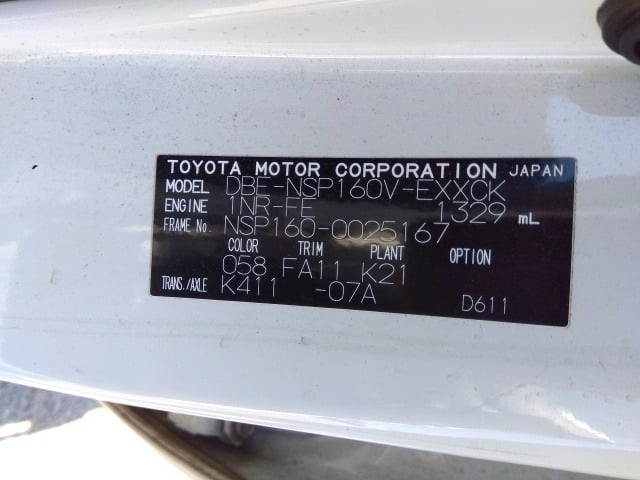 TOYOTA MOTOR CORPORATION JAPAN
MODEL DBE-NSP160V-EXXCK
ENGINE 1NR-FE 1329 mL
FRAME No. NSP160-0025167
COLOR TRIM PLANT OPTION
058 FA11 K21
TRANS./AXLE K411 -07A D611